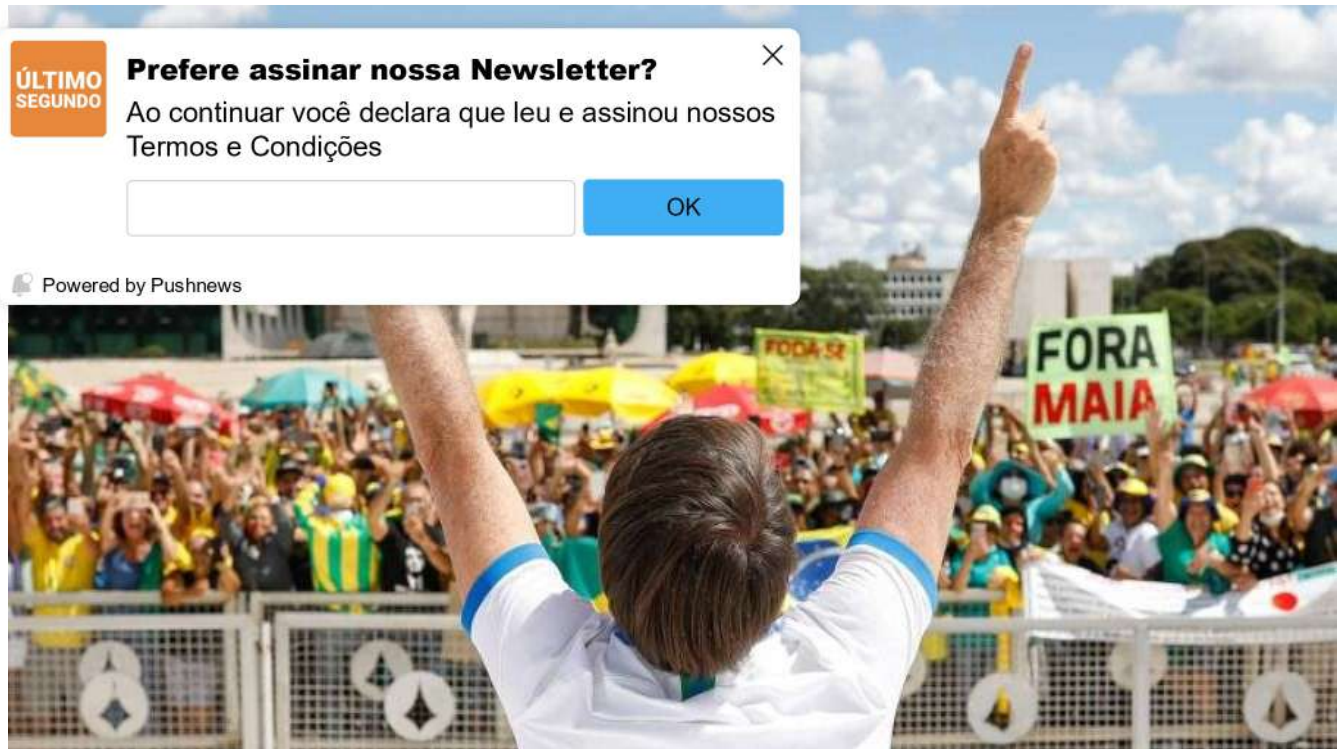 ÚLTIMO
SEGUNDO
Prefere assinar nossa Newsletter?
Ao continuar você declara que leu e assinou nossos
Termos e Condições
OK
Powered by Pushnews
FODA-SE
FORA
MAIA